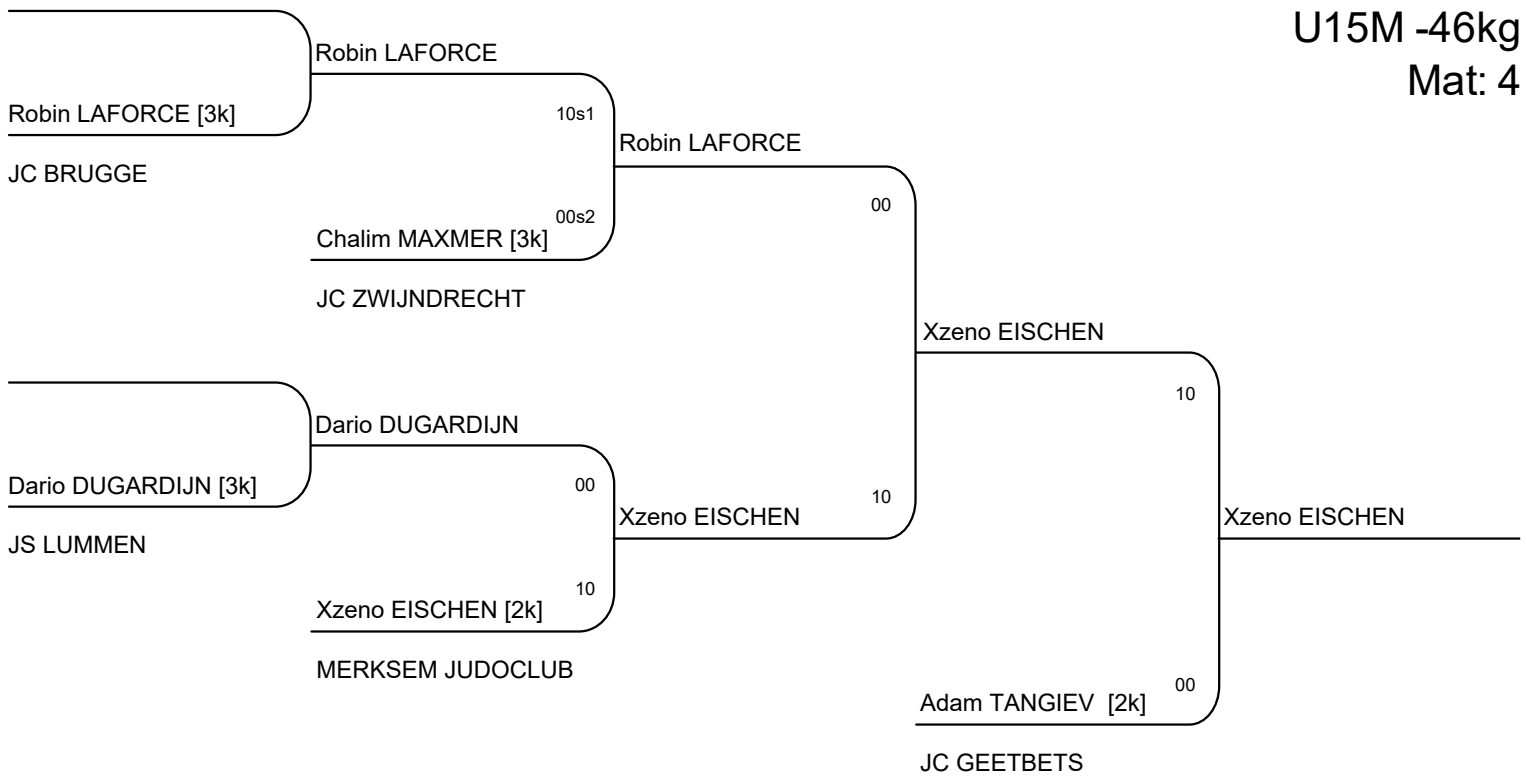 U15M -46kg
Mat: 4
Robin LAFORCE [3k]
JC BRUGGE
Robin LAFORCE
10s1
00s2
Chalim MAXMER [3k]
JC ZWIJNDRECHT
Robin LAFORCE
00
Dario DUGARDIJN [3k]
JS LUMMEN
Dario DUGARDIJN
00
10
Xzeno EISCHEN [2k]
MERKSEM JUDOCLUB
Xzeno EISCHEN
10
Xzeno EISCHEN
10
00
Adam TANGIEV [2k]
JC GEETBETS
Xzeno EISCHEN